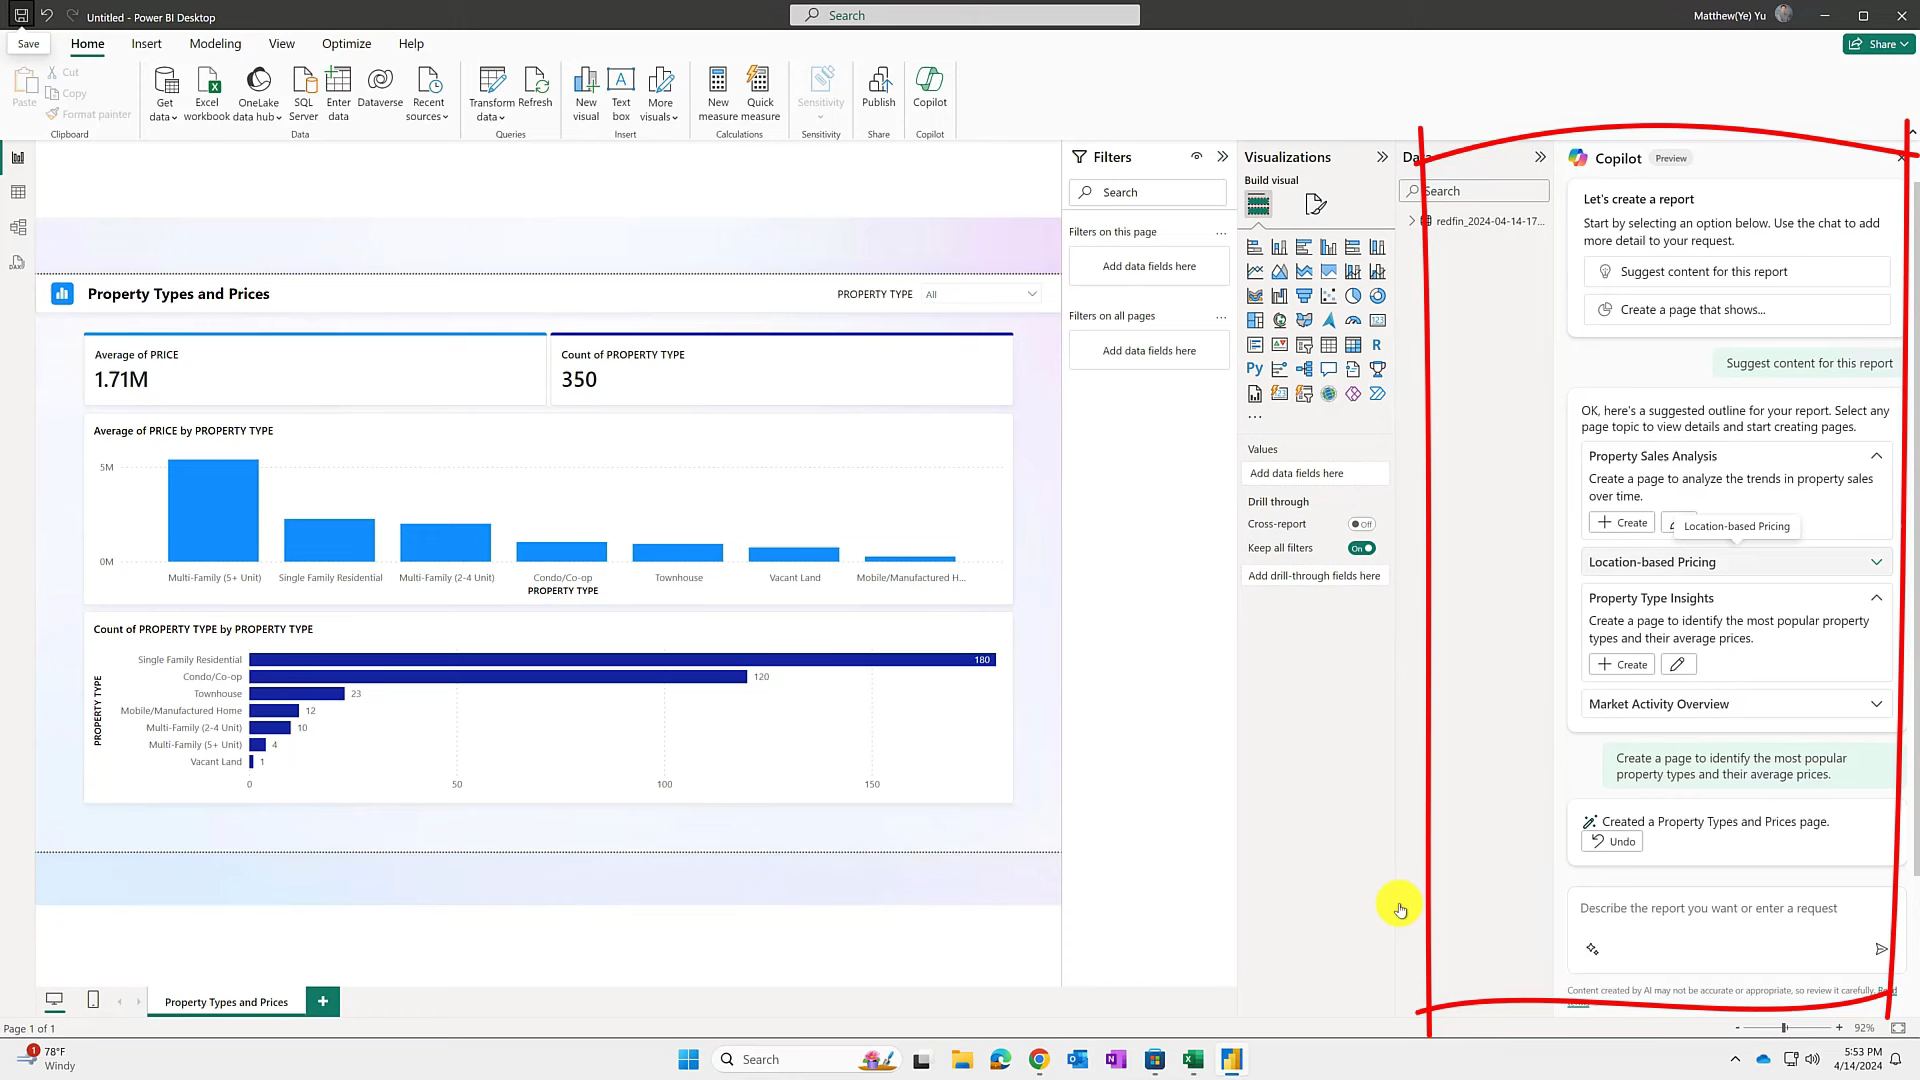 Untitled - Power BI Desktop
Search
Matthew(Ye) Yu
Save
Home
Insert
Modeling
View
Optimize
Help
Share
Paste
Cut
Copy
Format painter
Clipboard
Get data
Excel workbook
OneLake data hub
SQL Server
Enter data
Dataverse
Recent sources
Data
Transform data
Refresh
Queries
New visual
Text box
More visuals
Insert
New measure
Quick measure
Calculations
Sensitivity
Sensitivity
Publish
Share
Copilot
Copilot
Property Types and Prices
PROPERTY TYPE
All
Average of PRICE
1.71M
Count of PROPERTY TYPE
350
Average of PRICE by PROPERTY TYPE
5M
0M
Multi-Family (5+ Unit)
Single Family Residential
Multi-Family (2-4 Unit)
Condo/Co-op
Townhouse
Vacant Land
Mobile/Manufactured H...
PROPERTY TYPE
Count of PROPERTY TYPE by PROPERTY TYPE
PROPERTY TYPE
Single Family Residential 180
Condo/Co-op 120
Townhouse 23
Mobile/Manufactured Home 12
Multi-Family (2-4 Unit) 10
Multi-Family (5+ Unit) 4
Vacant Land 1
0 50 100 150
Filters
Search
Filters on this page
Add data fields here
Filters on all pages
Add data fields here
Visualizations
Build visual
123
R
Py
Values
Add data fields here
Drill through
Cross-report
Off
Keep all filters
On
Add drill-through fields here
Search
redfin_2024-04-14-17...
Copilot
Preview
Let's create a report
Start by selecting an option below. Use the chat to add
more detail to your request.
Suggest content for this report
Create a page that shows...
Suggest content for this report
OK, here's a suggested outline for your report. Select any
page topic to view details and start creating pages.
Property Sales Analysis
Create a page to analyze the trends in property sales
over time.
Create
Location-based Pricing
Location-based Pricing
Property Type Insights
Create a page to identify the most popular property
types and their average prices.
Create
Market Activity Overview
Create a page to identify the most popular
property types and their average prices.
Created a Property Types and Prices page.
Undo
Describe the report you want or enter a request
Content created by AI may not be accurate or appropriate, so review it carefully.
Property Types and Prices
Page 1 of 1
92%
1
78°F
Windy
Search
5:53 PM
4/14/2024